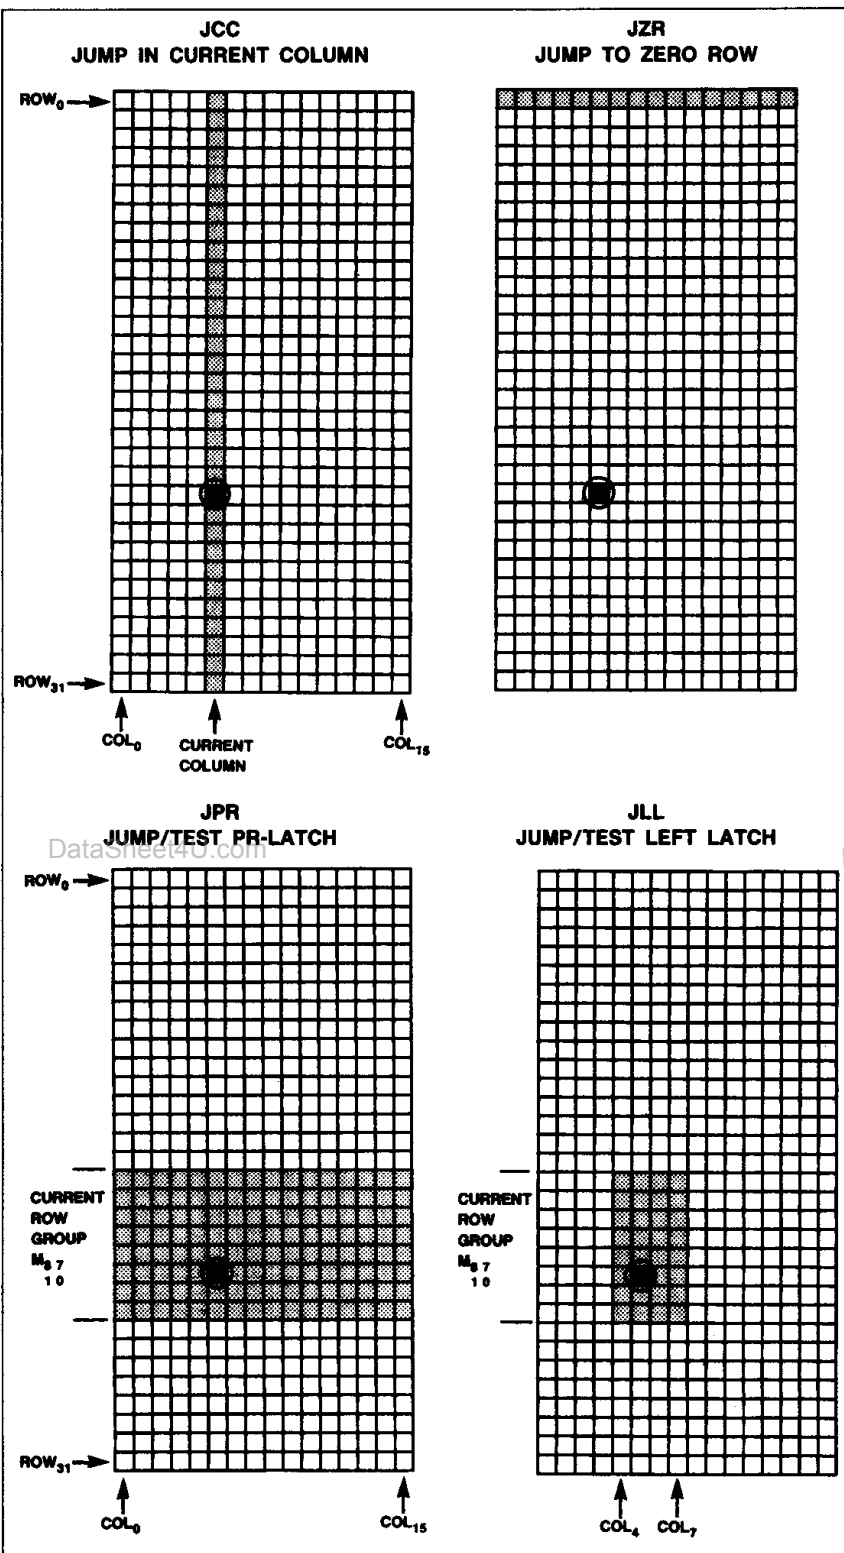 JCC
JUMP IN CURRENT COLUMN
ROW₀
ROW₃₁
COL₀
CURRENT
COLUMN
COL₁₅
JZR
JUMP TO ZERO ROW
JPR
JUMP/TEST PR-LATCH
DataSheet4U.com
ROW₀
CURRENT
ROW
GROUP
M₈ ₇
1 0
ROW₃₁
COL₀
COL₁₅
JLL
JUMP/TEST LEFT LATCH
CURRENT
ROW
GROUP
M₈ ₇
1 0
COL₄
COL₇